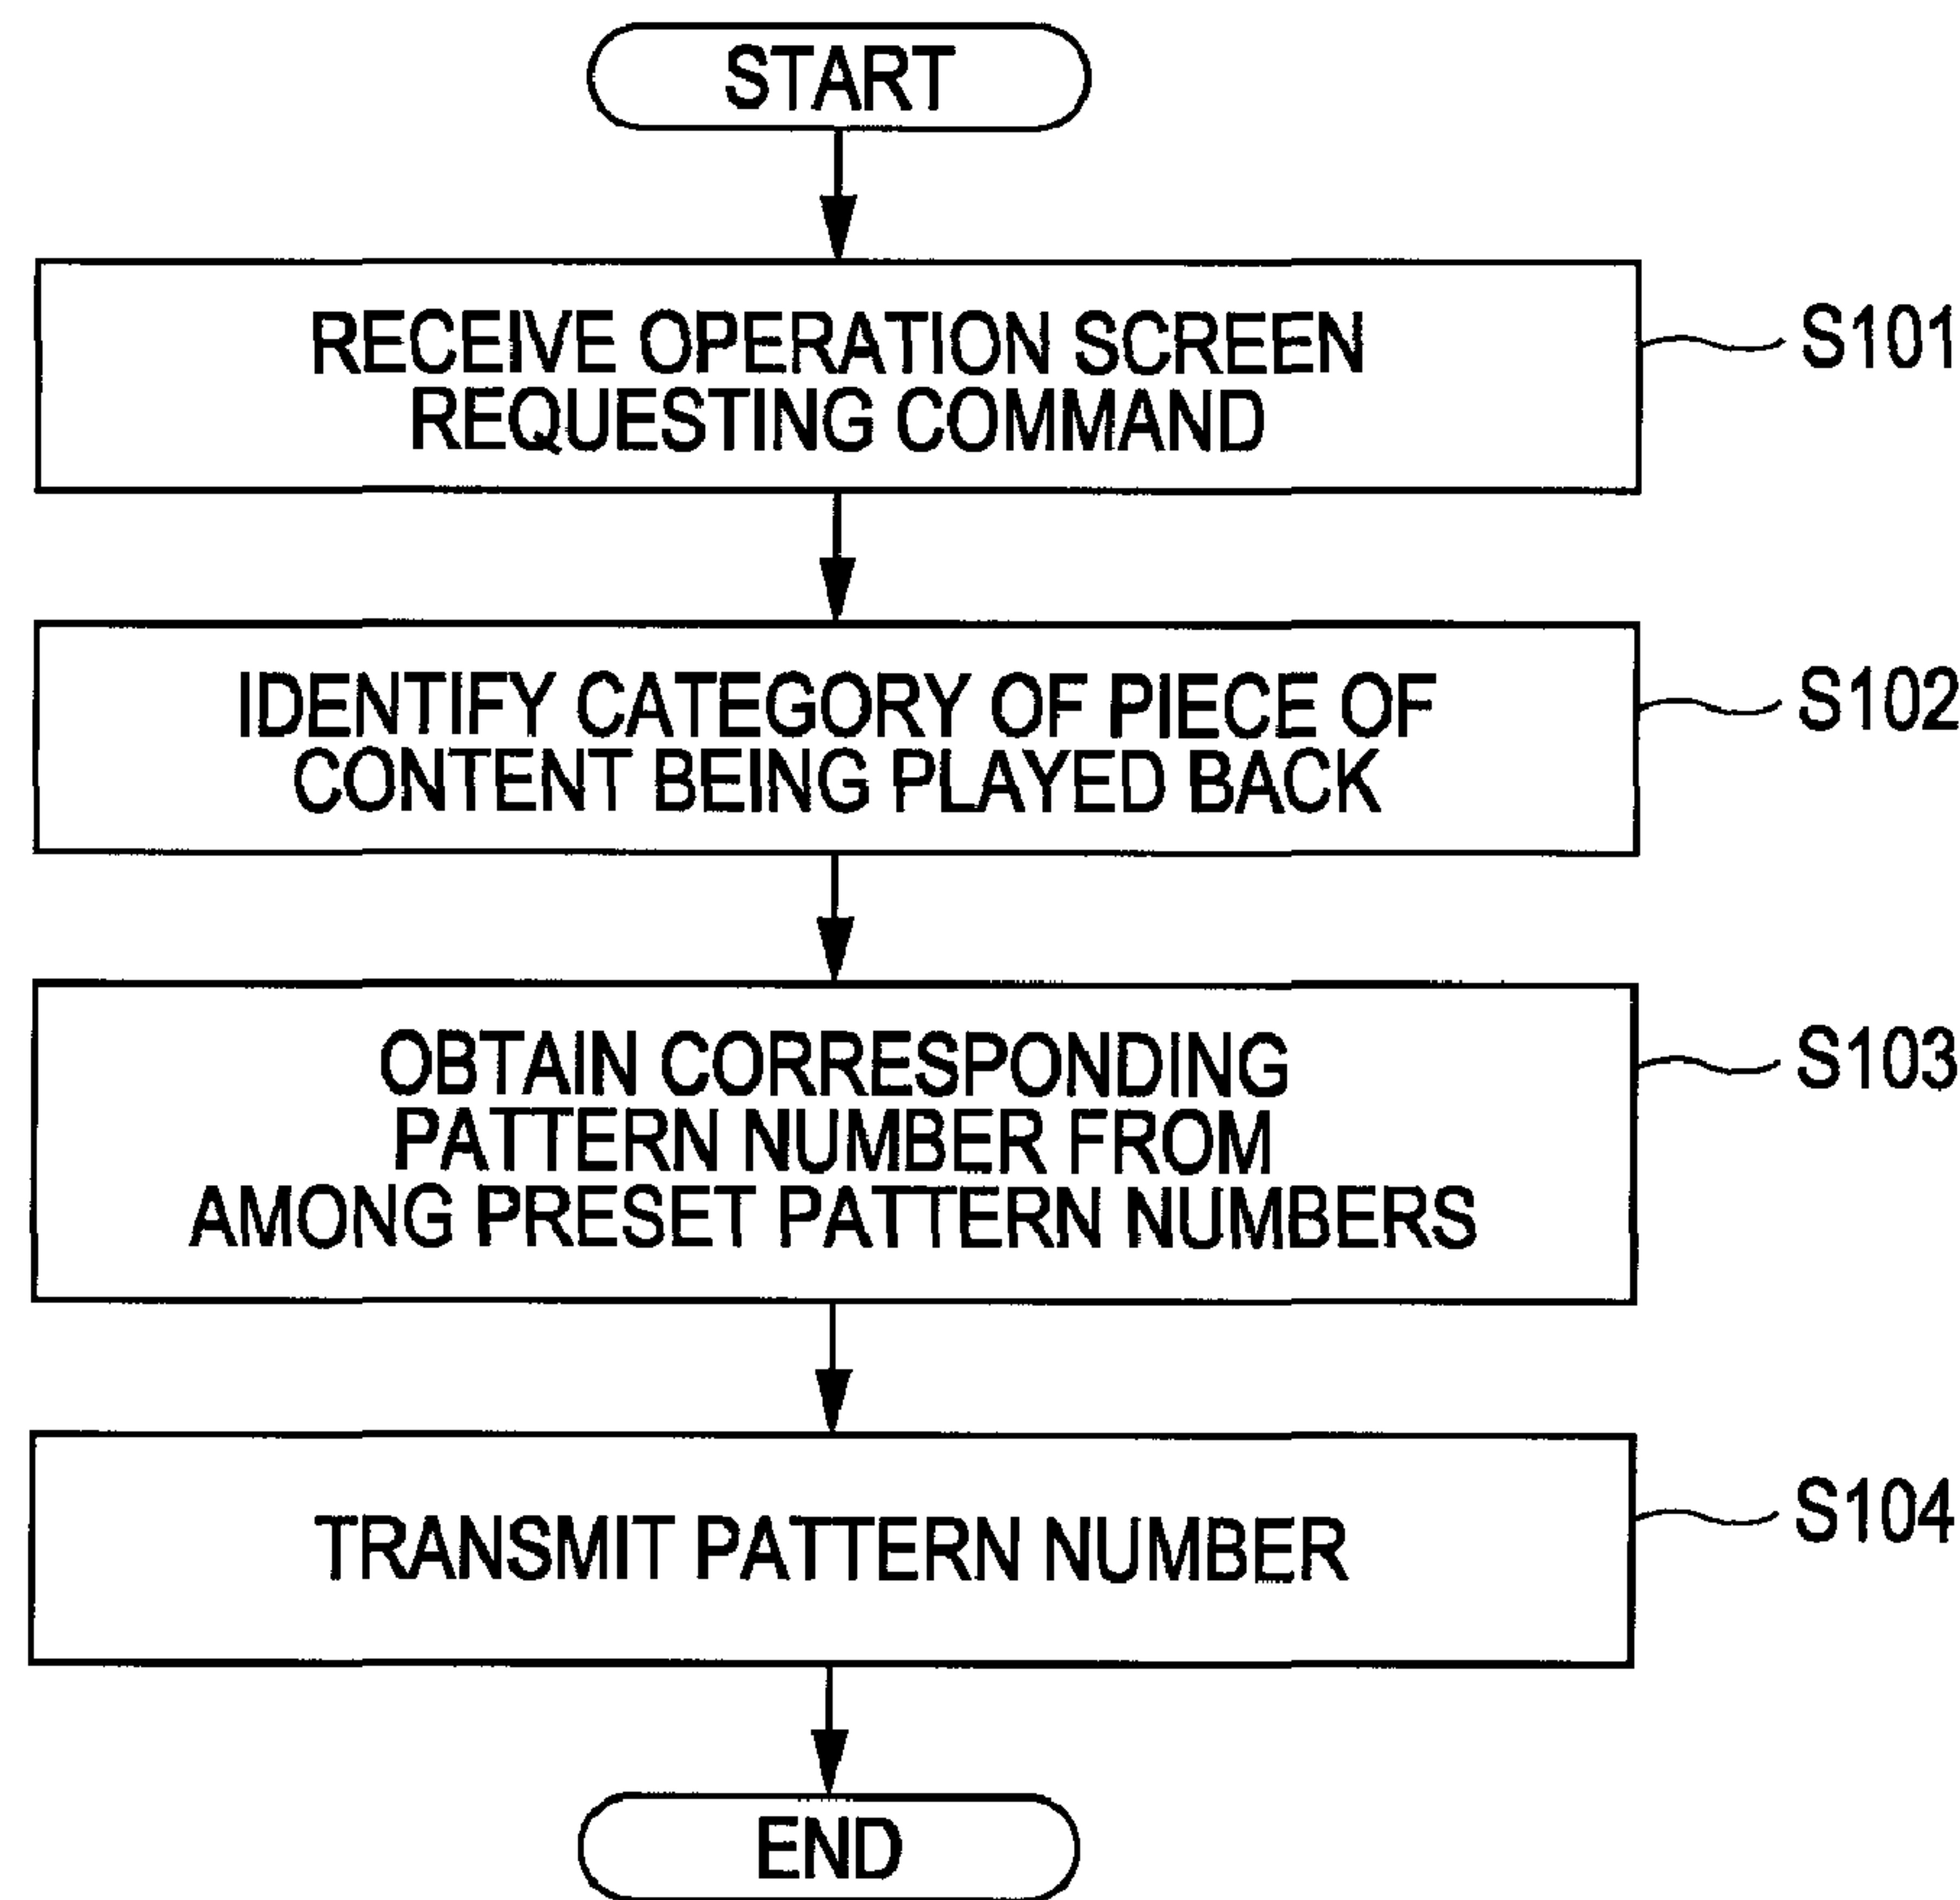 START
RECEIVE OPERATION SCREEN
REQUESTING COMMAND
S101
IDENTIFY CATEGORY OF PIECE OF
CONTENT BEING PLAYED BACK
S102
OBTAIN CORRESPONDING
PATTERN NUMBER FROM
AMONG PRESET PATTERN NUMBERS
S103
TRANSMIT PATTERN NUMBER
S104
END